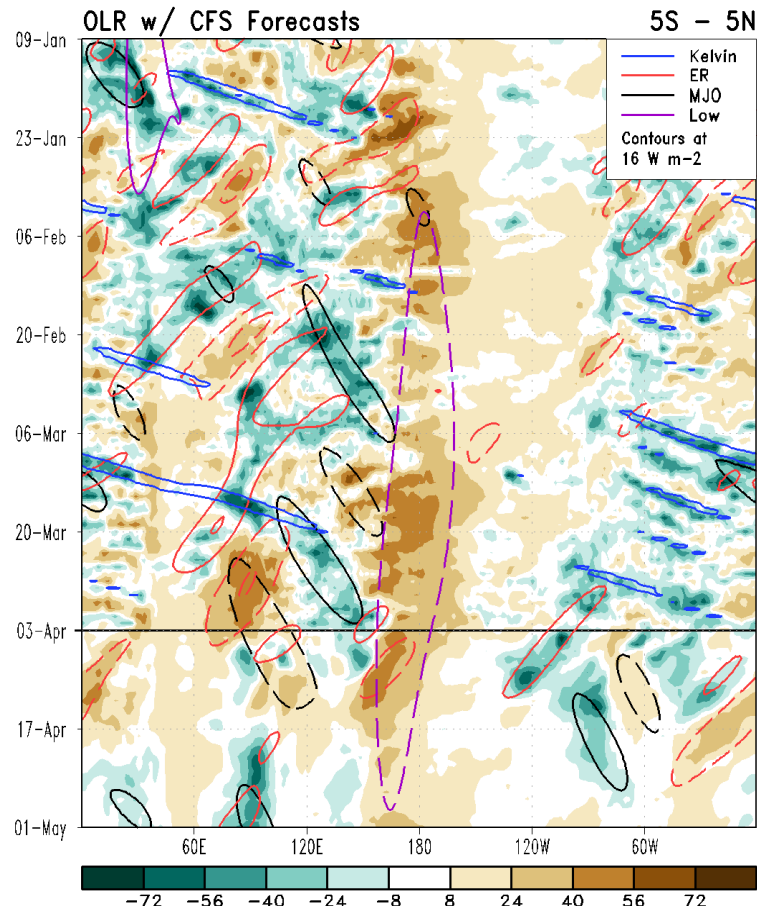 OLR w/ CFS Forecasts 5S - 5N
09-Jan
23-Jan
06-Feb
20-Feb
06-Mar
20-Mar
03-Apr
17-Apr
01-May
Kelvin
ER
MJO
Low
Contours at
16 W m-2
60E 120E 180 120W 60W
-72 -56 -40 -24 -8 8 24 40 56 72